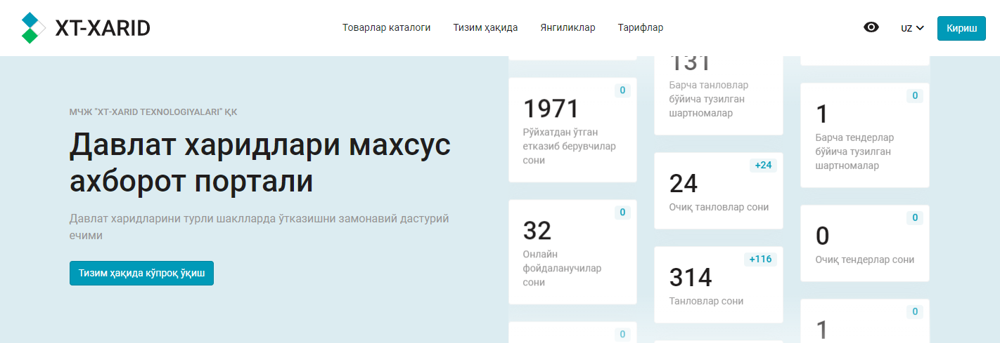 XT-XARID
Товарлар каталоги
Тизим ҳақида
Янгиликлар
Тарифлар
UZ
Кириш
МЧЖ "XT-XARID TEXNOLOGIYALARI" ҚК
Давлат харидлари махсус
ахборот портали
Давлат харидларини турли шаклларда ўтказишни замонавий дастурий
ечими
Тизим ҳақида кўпроқ ўқиш
0
1971
Рўйхатдан ўтган
етказиб берувчилар
сони
0
32
Онлайн
фойдаланучилар
сони
0
131
Барча танловлар
бўйича тузилган
шартномалар
+24
24
Очиқ танловлар сони
+116
314
Танловлар сони
0
1
Барча тендерлар
бўйича тузилган
шартномалар
0
0
Очиқ тендерлар сони
0
1